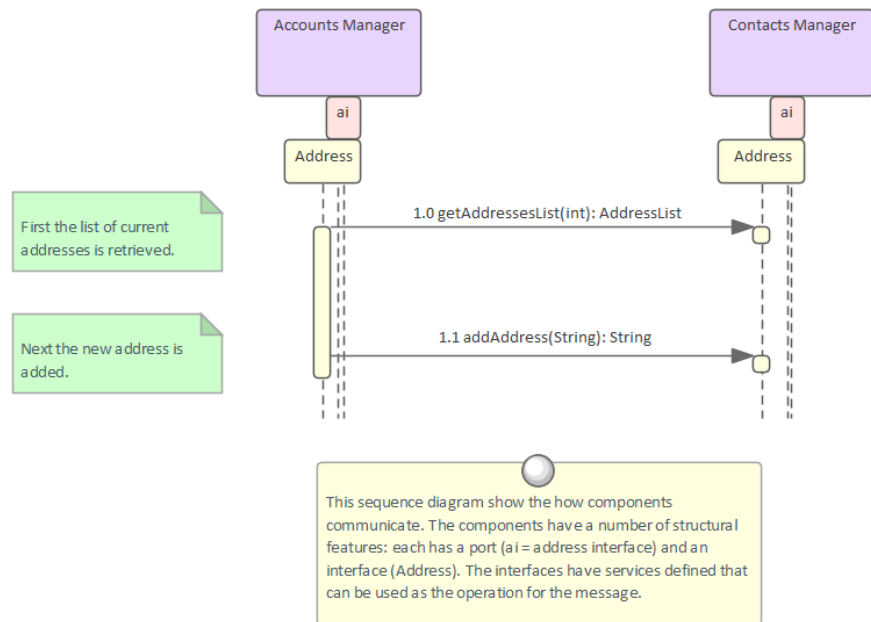 Accounts Manager
Contacts Manager
ai
ai
Address
Address
First the list of current
addresses is retrieved.
1.0 getAddressesList(int): AddressList
Next the new address is
added.
1.1 addAddress(String): String
This sequence diagram show the how components
communicate. The components have a number of structural
features: each has a port (ai = address interface) and an
interface (Address). The interfaces have services defined that
can be used as the operation for the message.